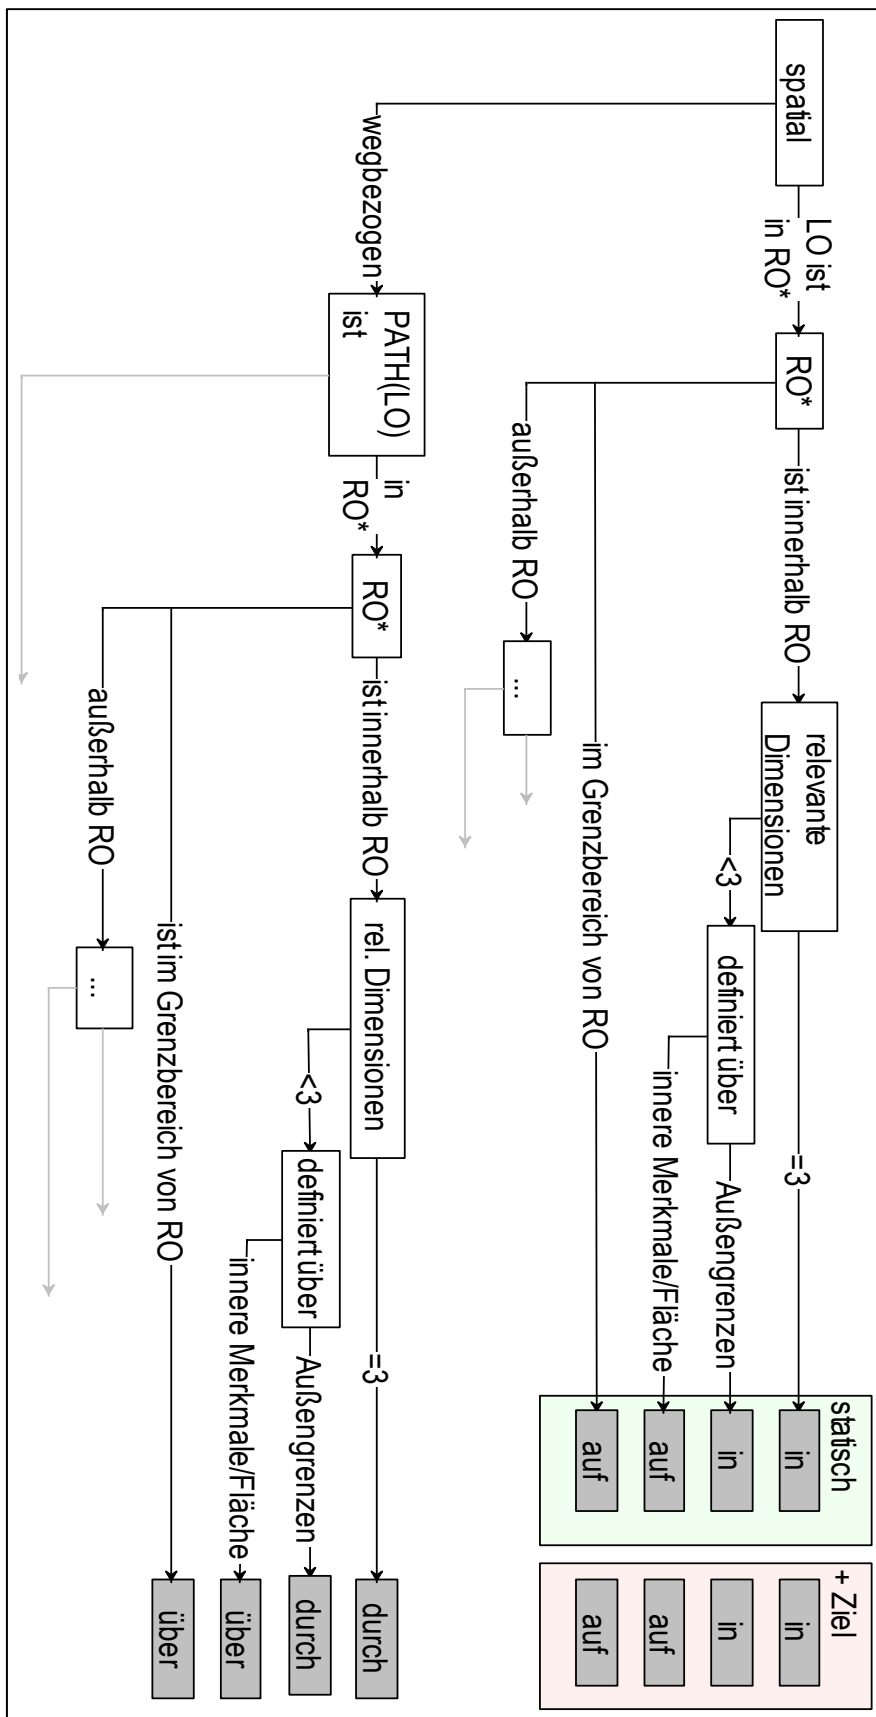 spatial
LO ist
in RO*
RO*
ist innerhalb RO
relevante
Dimensionen
=3
<3
definiert über
Außengrenzen
innere Merkmale/Fläche
im Grenzbereich von RO
außerhalb RO
...
statisch
in
in
auf
auf
+ Ziel
in
in
auf
auf
wegbezogen
PATH(LO)
ist
in
RO*
RO*
ist innerhalb RO
rel. Dimensionen
=3
<3
definiert über
Außengrenzen
innere Merkmale/Fläche
ist im Grenzbereich von RO
außerhalb RO
...
durch
durch
über
über